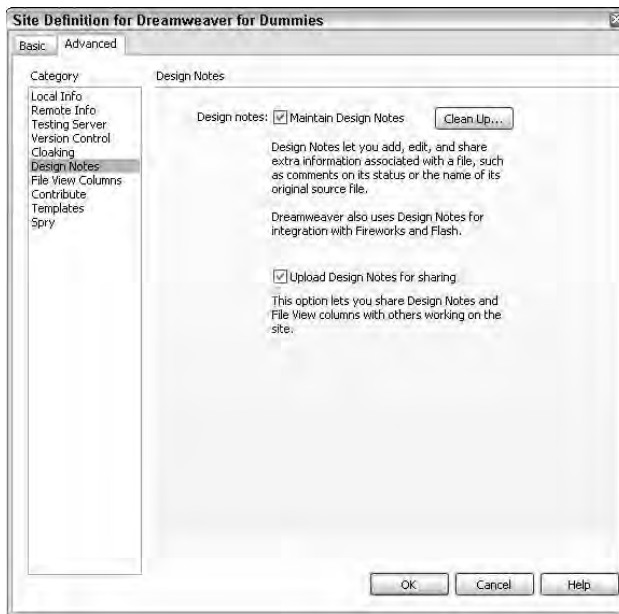 Site Definition for Dreamweaver for Dummies
Basic
Advanced
Category
Local Info
Remote Info
Testing Server
Version Control
Cloaking
Design Notes
File View Columns
Contribute
Templates
Spry
Design Notes
Design notes:
Maintain Design Notes
Clean Up...
Design Notes let you add, edit, and share
extra information associated with a file, such
as comments on its status or the name of its
original source file.
Dreamweaver also uses Design Notes for
integration with Fireworks and Flash.
Upload Design Notes for sharing
This option lets you share Design Notes and
File View columns with others working on the
site.
OK
Cancel
Help